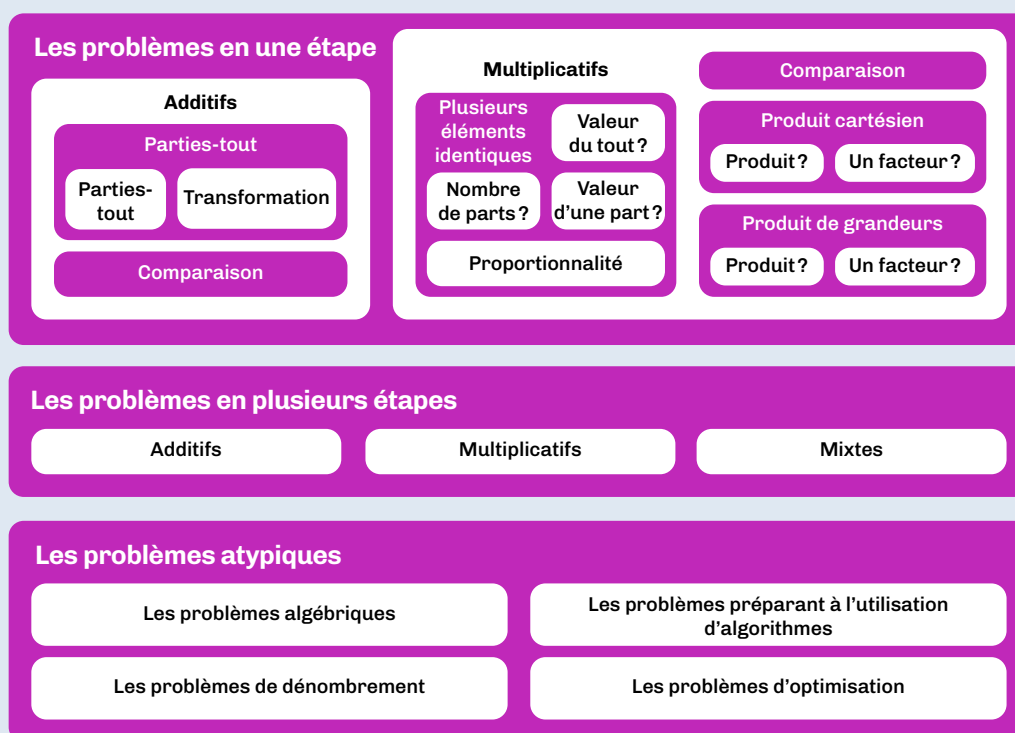 Les problèmes en une étape
Additifs
Parties-tout
Parties-
tout
Transformation
Comparaison
Multiplicatifs
Plusieurs
éléments
identiques
Valeur
du tout ?
Nombre
de parts ?
Valeur
d’une part ?
Proportionnalité
Comparaison
Produit cartésien
Produit ?
Un facteur ?
Produit de grandeurs
Produit ?
Un facteur ?
Les problèmes en plusieurs étapes
Additifs
Multiplicatifs
Mixtes
Les problèmes atypiques
Les problèmes algébriques
Les problèmes préparant à l’utilisation
d’algorithmes
Les problèmes de dénombrement
Les problèmes d’optimisation